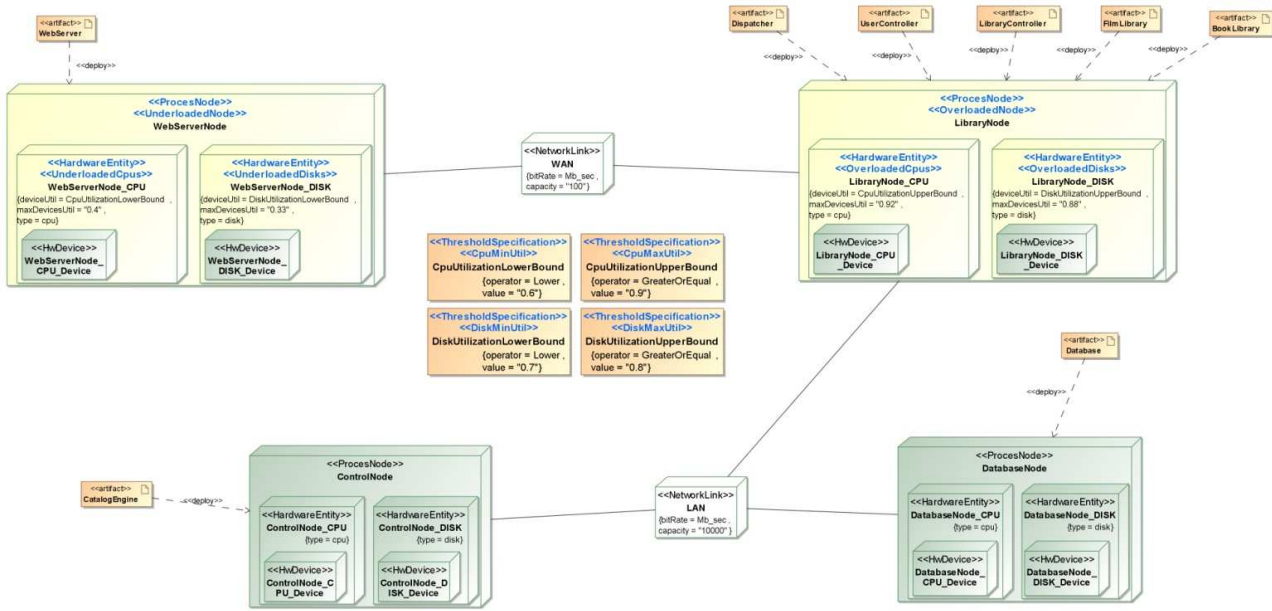 <<artifact>>
WebServer
<<deploy>>
<<artifact>>
Dispatcher
<<deploy>>
<<artifact>>
UserController
<<deploy>>
<<artifact>>
LibraryController
<<deploy>>
<<artifact>>
FilmLibrary
<<deploy>>
<<artifact>>
BookLibrary
<<deploy>>
<<ProcesNode>>
<<UnderloadedNode>>
WebServerNode
<<HardwareEntity>>
<<UnderloadedCpus>>
WebServerNode_CPU
{deviceUtil = CpuUtilizationLowerBound ,
maxDevicesUtil = "0.4" ,
type = cpu}
<<HwDevice>>
WebServerNode_
CPU_Device
<<HardwareEntity>>
<<UnderloadedDisks>>
WebServerNode_DISK
{deviceUtil = DiskUtilizationLowerBound ,
maxDevicesUtil = "0.33" ,
type = disk}
<<HwDevice>>
WebServerNode_
DISK_Device
<<NetworkLink>>
WAN
{bitRate = Mb_sec ,
capacity = "100" }
<<ProcesNode>>
<<OverloadedNode>>
LibraryNode
<<HardwareEntity>>
<<OverloadedCpus>>
LibraryNode_CPU
{deviceUtil = CpuUtilizationUpperBound ,
maxDevicesUtil = "0.92" ,
type = cpu}
<<HwDevice>>
LibraryNode_CPU
_Device
<<HardwareEntity>>
<<OverloadedDisks>>
LibraryNode_DISK
{deviceUtil = DiskUtilizationUpperBound ,
maxDevicesUtil = "0.88" ,
type = disk}
<<HwDevice>>
LibraryNode_DISK
_Device
<<ThresholdSpecification>>
<<CpuMinUtil>>
CpuUtilizationLowerBound
{operator = Lower ,
value = "0.6"}
<<ThresholdSpecification>>
<<CpuMaxUtil>>
CpuUtilizationUpperBound
{operator = GreaterOrEqual ,
value = "0.9"}
<<ThresholdSpecification>>
<<DiskMinUtil>>
DiskUtilizationLowerBound
{operator = Lower ,
value = "0.7"}
<<ThresholdSpecification>>
<<DiskMaxUtil>>
DiskUtilizationUpperBound
{operator = GreaterOrEqual ,
value = "0.8"}
<<artifact>>
Database
<<deploy>>
<<artifact>>
CatalogEngine
<<deploy>>
<<ProcesNode>>
ControlNode
<<HardwareEntity>>
ControlNode_CPU
{type = cpu}
<<HwDevice>>
ControlNode_C
PU_Device
<<HardwareEntity>>
ControlNode_DISK
{type = disk}
<<HwDevice>>
ControlNode_D
ISK_Device
<<NetworkLink>>
LAN
{bitRate = Mb_sec ,
capacity = "10000" }
<<ProcesNode>>
DatabaseNode
<<HardwareEntity>>
DatabaseNode_CPU
{type = cpu}
<<HwDevice>>
DatabaseNode_
CPU_Device
<<HardwareEntity>>
DatabaseNode_DISK
{type = disk}
<<HwDevice>>
DatabaseNode_
DISK_Device